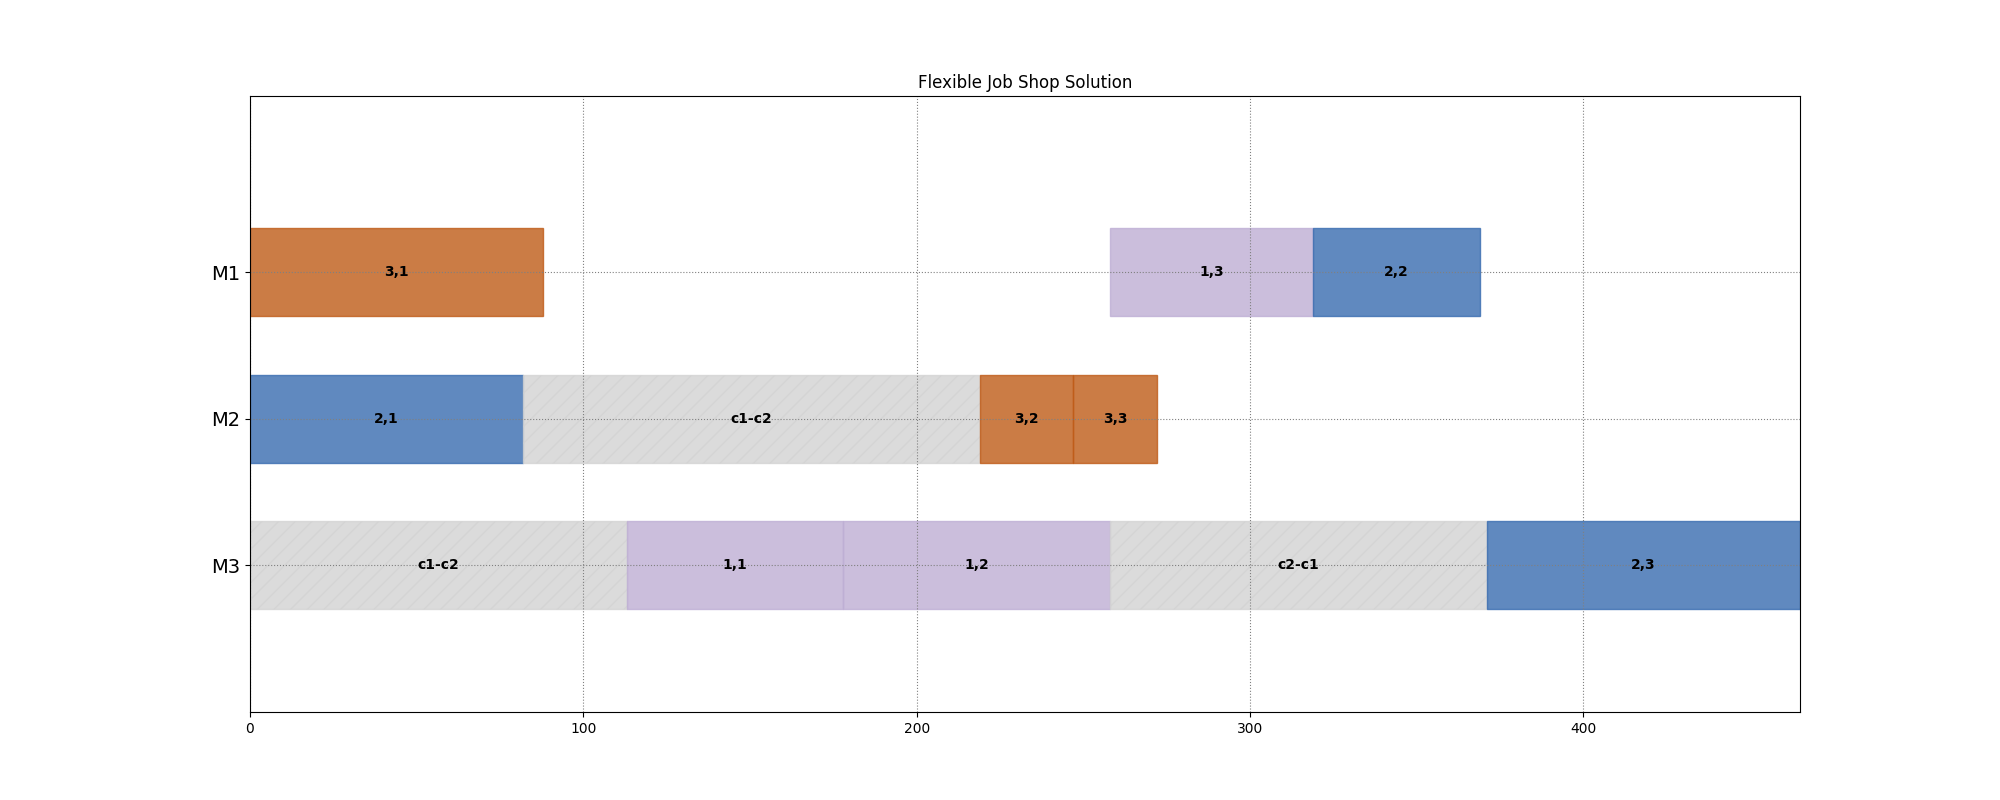 Flexible Job Shop Solution
M1
3,1
1,3
2,2
M2
2,1
c1-c2
3,2
3,3
M3
c1-c2
1,1
1,2
c2-c1
2,3
0
100
200
300
400